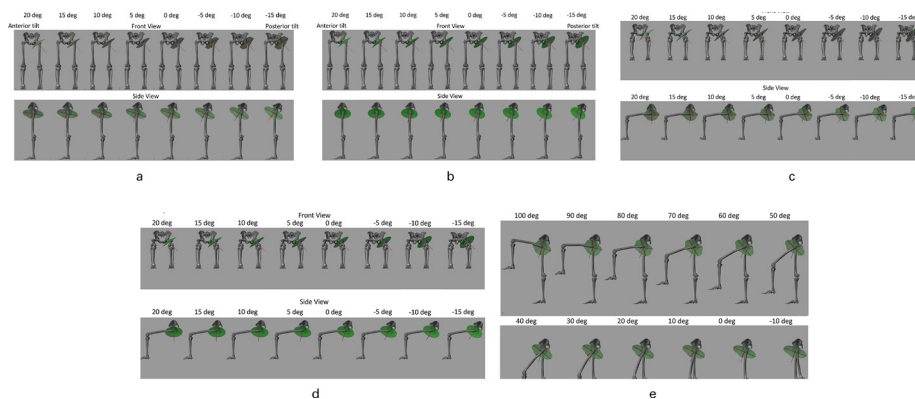 20 deg 15 deg 10 deg 5 deg 0 deg -5 deg -10 deg -15 deg
Anterior tilt Front View Posterior tilt
Side View
a
20 deg 15 deg 10 deg 5 deg 0 deg -5 deg -10 deg -15 deg
Anterior tilt Front View Posterior tilt
Side View
b
20 deg 15 deg 10 deg 5 deg 0 deg -5 deg -10 deg -15 deg
Side View
20 deg 15 deg 10 deg 5 deg 0 deg -5 deg -10 deg -15 deg
c
Front View
20 deg 15 deg 10 deg 5 deg 0 deg -5 deg -10 deg -15 deg
Side View
20 deg 15 deg 10 deg 5 deg 0 deg -5 deg -10 deg -15 deg
d
100 deg 90 deg 80 deg 70 deg 60 deg 50 deg
40 deg 30 deg 20 deg 10 deg 0 deg -10 deg
e